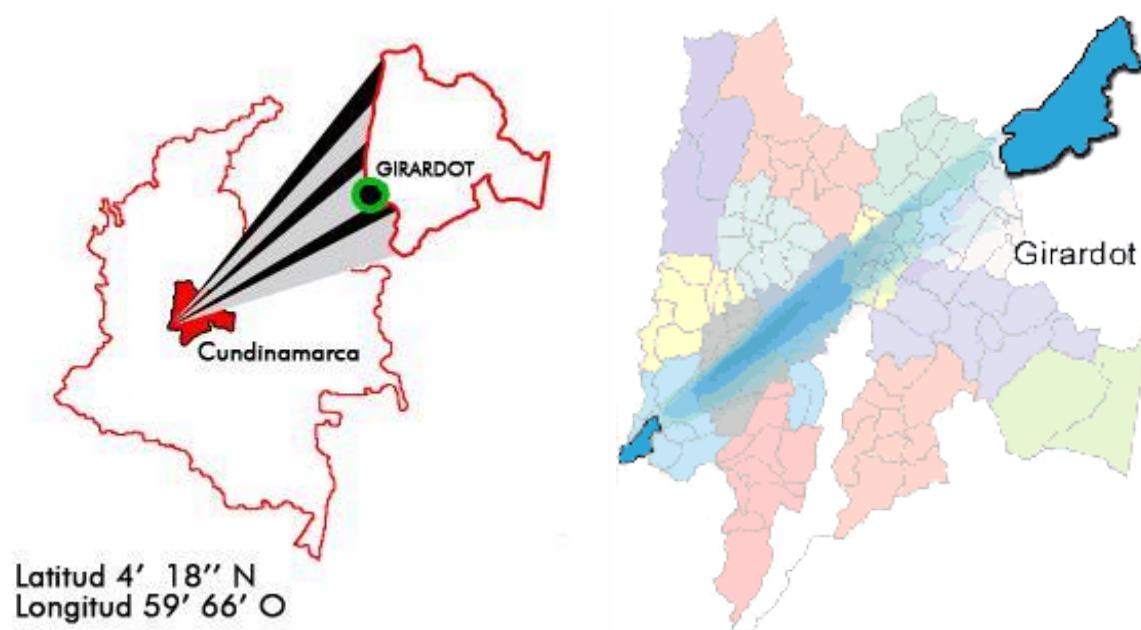 GIRARDOT
Cundinamarca
Latitud 4’ 18’’ N
Longitud 59’ 66’ O
Girardot